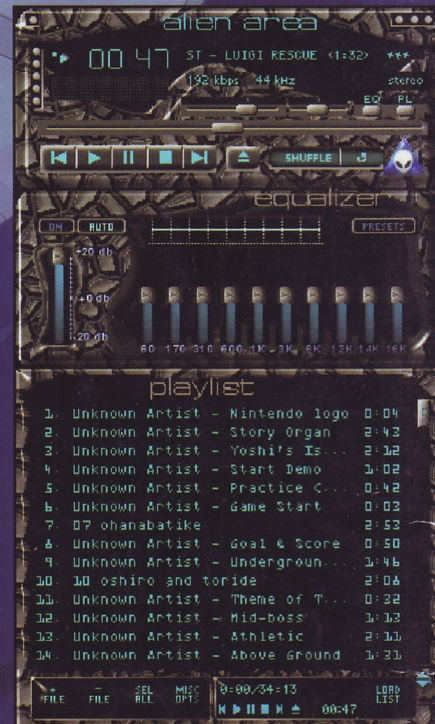 alien area
00 47
ST - LUIGI RESCUE <1:32> ***
192 kbps 44 kHz stereo
EQ PL
SHUFFLE
equalizer
ON AUTO PRESETS
+20 db
+0 db
-20 db
60 170 310 600 1K 3K 6K 12K 14K 16K
playlist
1. Unknown Artist - Nintendo logo 0:04
2. Unknown Artist - Story Organ 2:43
3. Unknown Artist - Yoshi's Is... 2:12
4. Unknown Artist - Start Demo 1:02
5. Unknown Artist - Practice C... 0:42
6. Unknown Artist - Game Start 0:03
7. 07 ohanabatike 2:53
8. Unknown Artist - Goal & Score 0:50
9. Unknown Artist - Undergroun... 1:46
10. 10 oshiro and toride 2:06
11. Unknown Artist - Theme of T... 0:32
12. Unknown Artist - Mid-boss 1:13
13. Unknown Artist - Athletic 2:11
14. Unknown Artist - Above Ground 1:31
+ FILE - FILE SEL ALL MISC OPTS
0:00/34:13
00:47
LOAD LIST